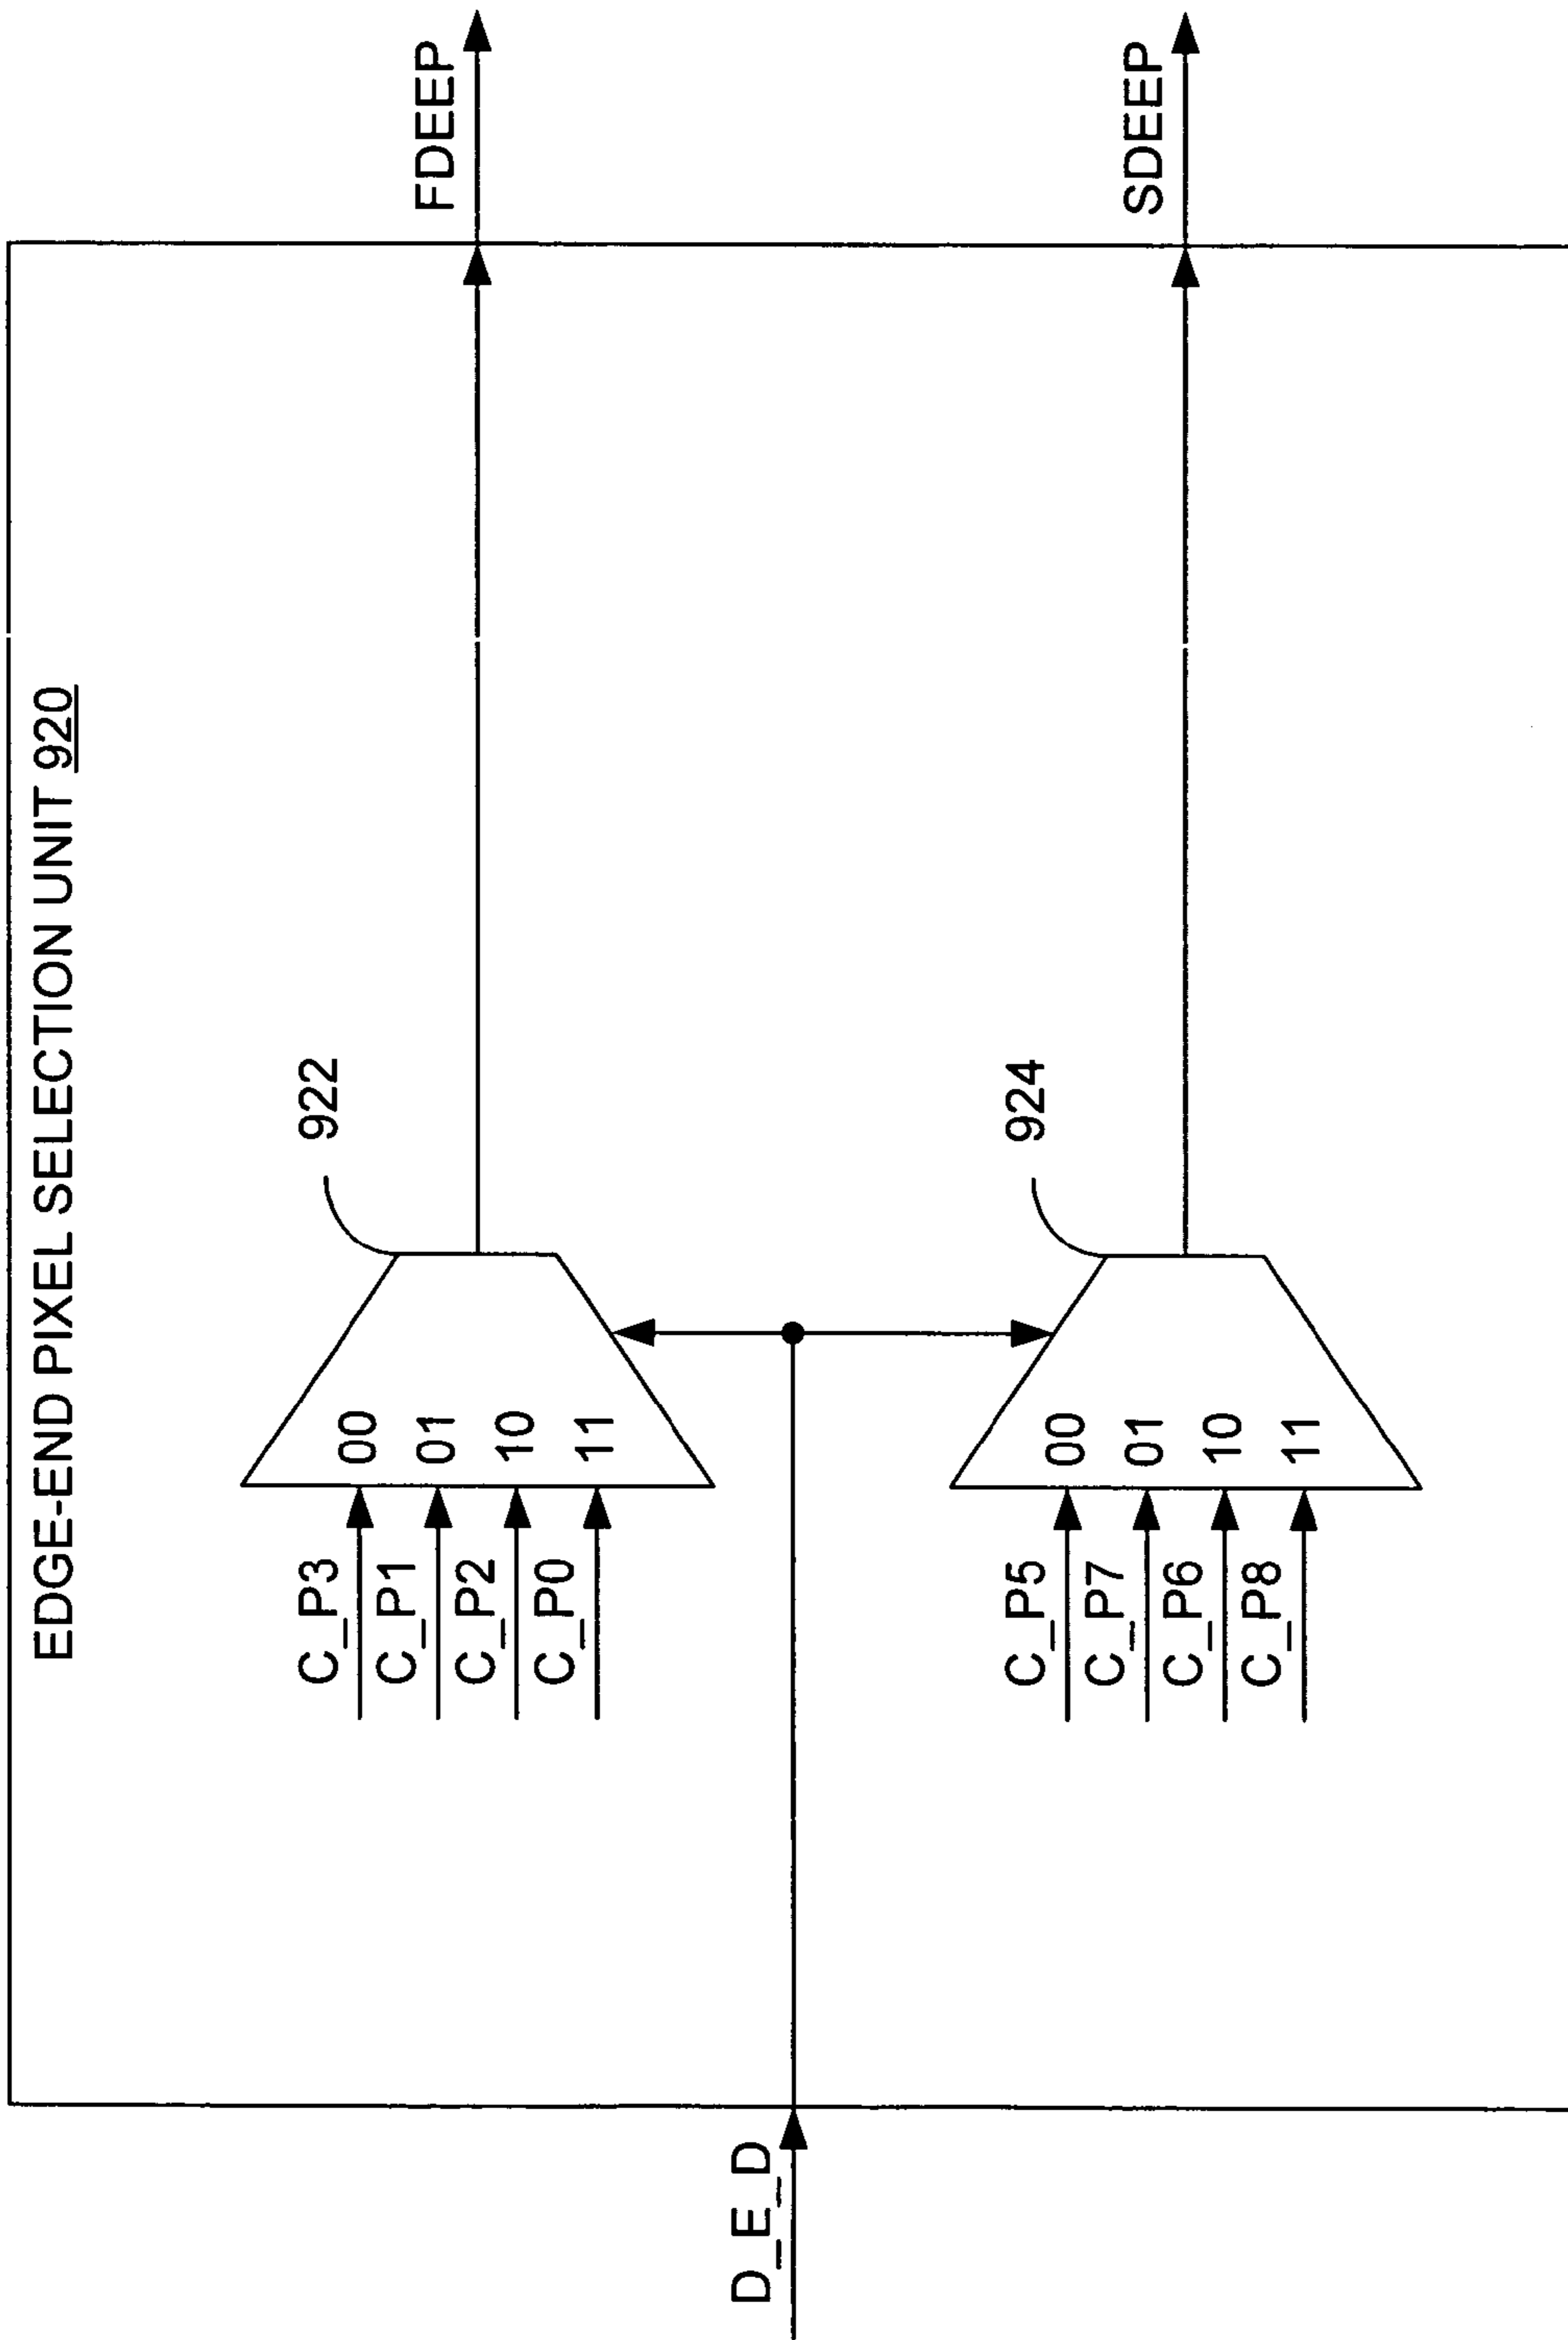 EDGE-END PIXEL SELECTION UNIT 920
922
C_P3 00
C_P1 01
C_P2 10
C_P0 11
FDEEP
D_E_D
924
C_P5 00
C_P7 01
C_P6 10
C_P8 11
SDEEP